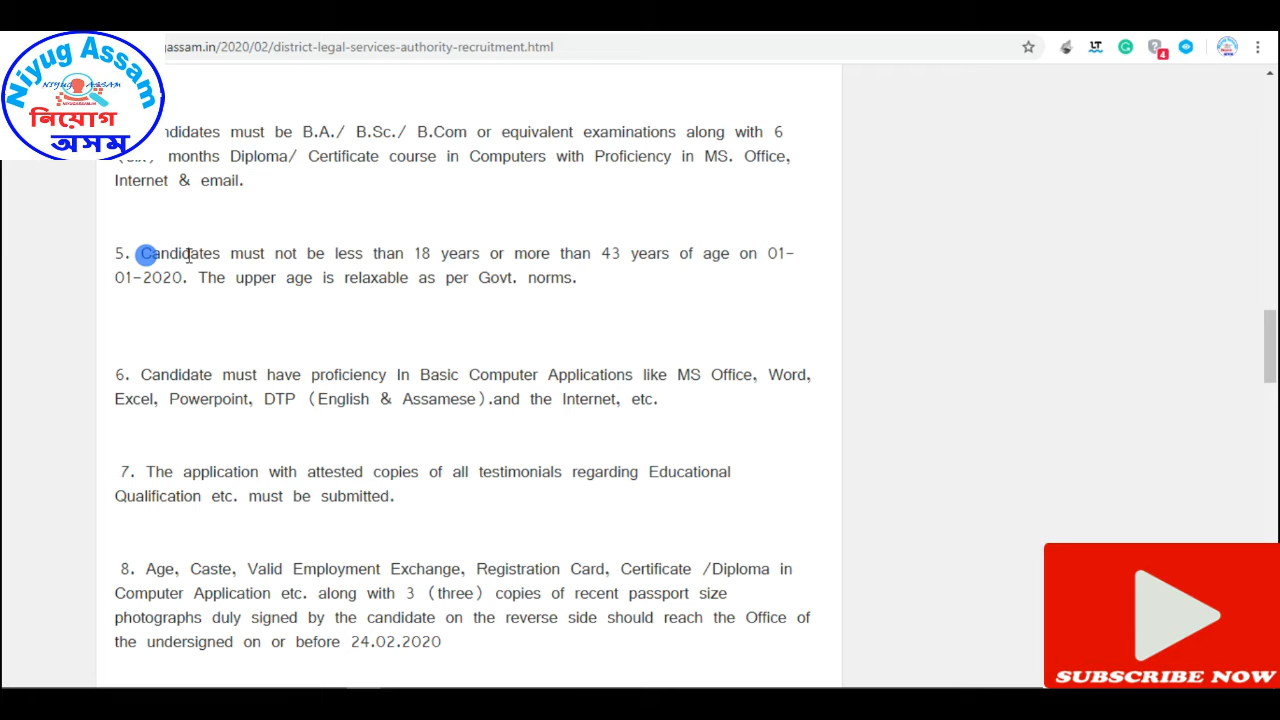 Niyug Assam
NIYUG ASSAM
NIYUGASSAM.IN
নিয়োগ
অসম
gassam.in/2020/02/district-legal-services-authority-recruitment.html
LT
4
must be B.A./ B.Sc./ B.Com or equivalent examinations along with 6
months Diploma/ Certificate course in Computers with Proficiency in MS. Office,
Internet & email.
5. Candidates must not be less than 18 years or more than 43 years of age on 01-
01-2020. The upper age is relaxable as per Govt. norms.
6. Candidate must have proficiency In Basic Computer Applications like MS Office, Word,
Excel, Powerpoint, DTP (English & Assamese).and the Internet, etc.
7. The application with attested copies of all testimonials regarding Educational
Qualification etc. must be submitted.
8. Age, Caste, Valid Employment Exchange, Registration Card, Certificate /Diploma in
Computer Application etc. along with 3 (three) copies of recent passport size
photographs duly signed by the candidate on the reverse side should reach the Office of
the undersigned on or before 24.02.2020
SUBSCRIBE NOW